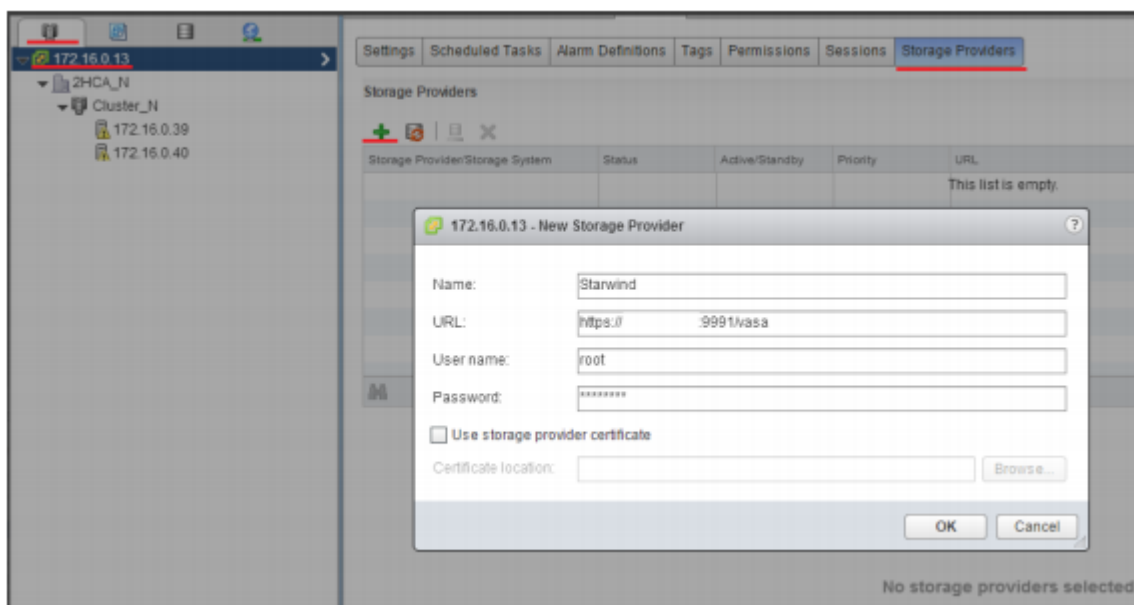 172.16.0.13
2HCA_N
Cluster_N
172.16.0.39
172.16.0.40
Settings Scheduled Tasks Alarm Definitions Tags Permissions Sessions Storage Providers
Storage Providers
Storage Provider/Storage System Status Active/Standby Priority URL
This list is empty.
172.16.0.13 - New Storage Provider ?
Name: Starwind
URL: https:// :9991/vasa
User name: root
Password: ********
Use storage provider certificate
Certificate location: Browse...
OK Cancel
No storage providers selected